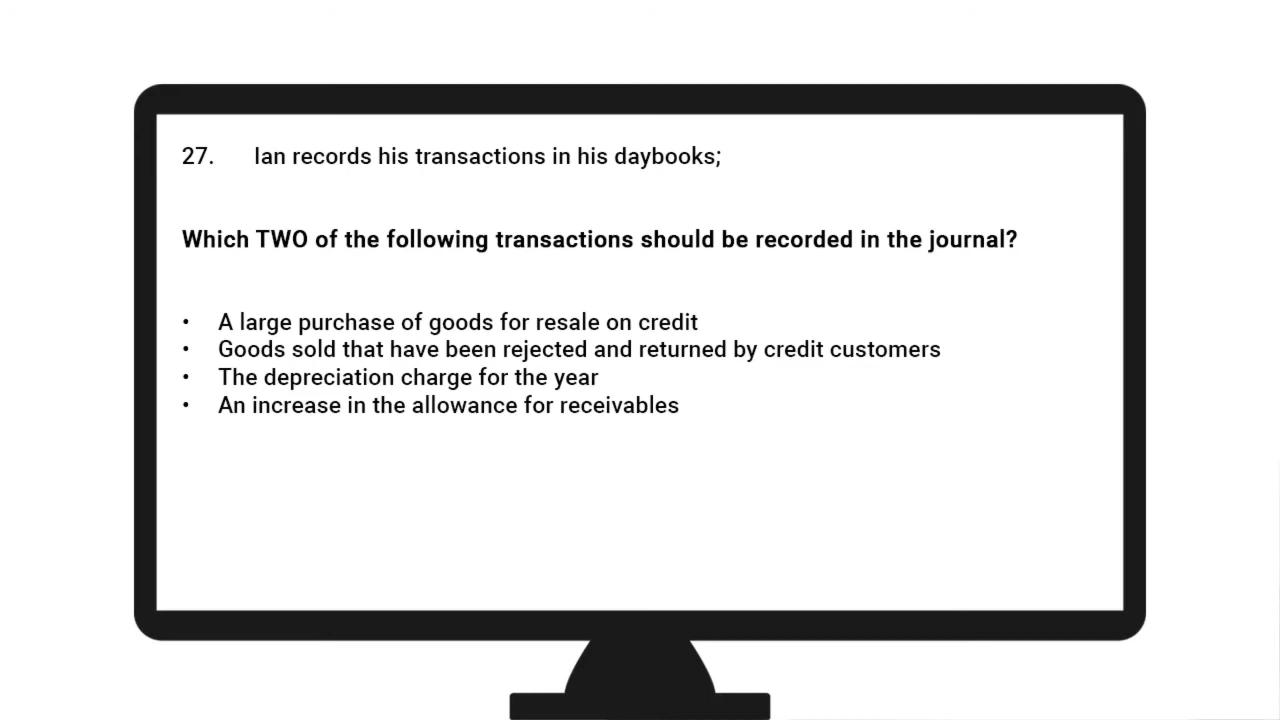 27. Ian records his transactions in his daybooks;
Which TWO of the following transactions should be recorded in the journal?
• A large purchase of goods for resale on credit
• Goods sold that have been rejected and returned by credit customers
• The depreciation charge for the year
• An increase in the allowance for receivables